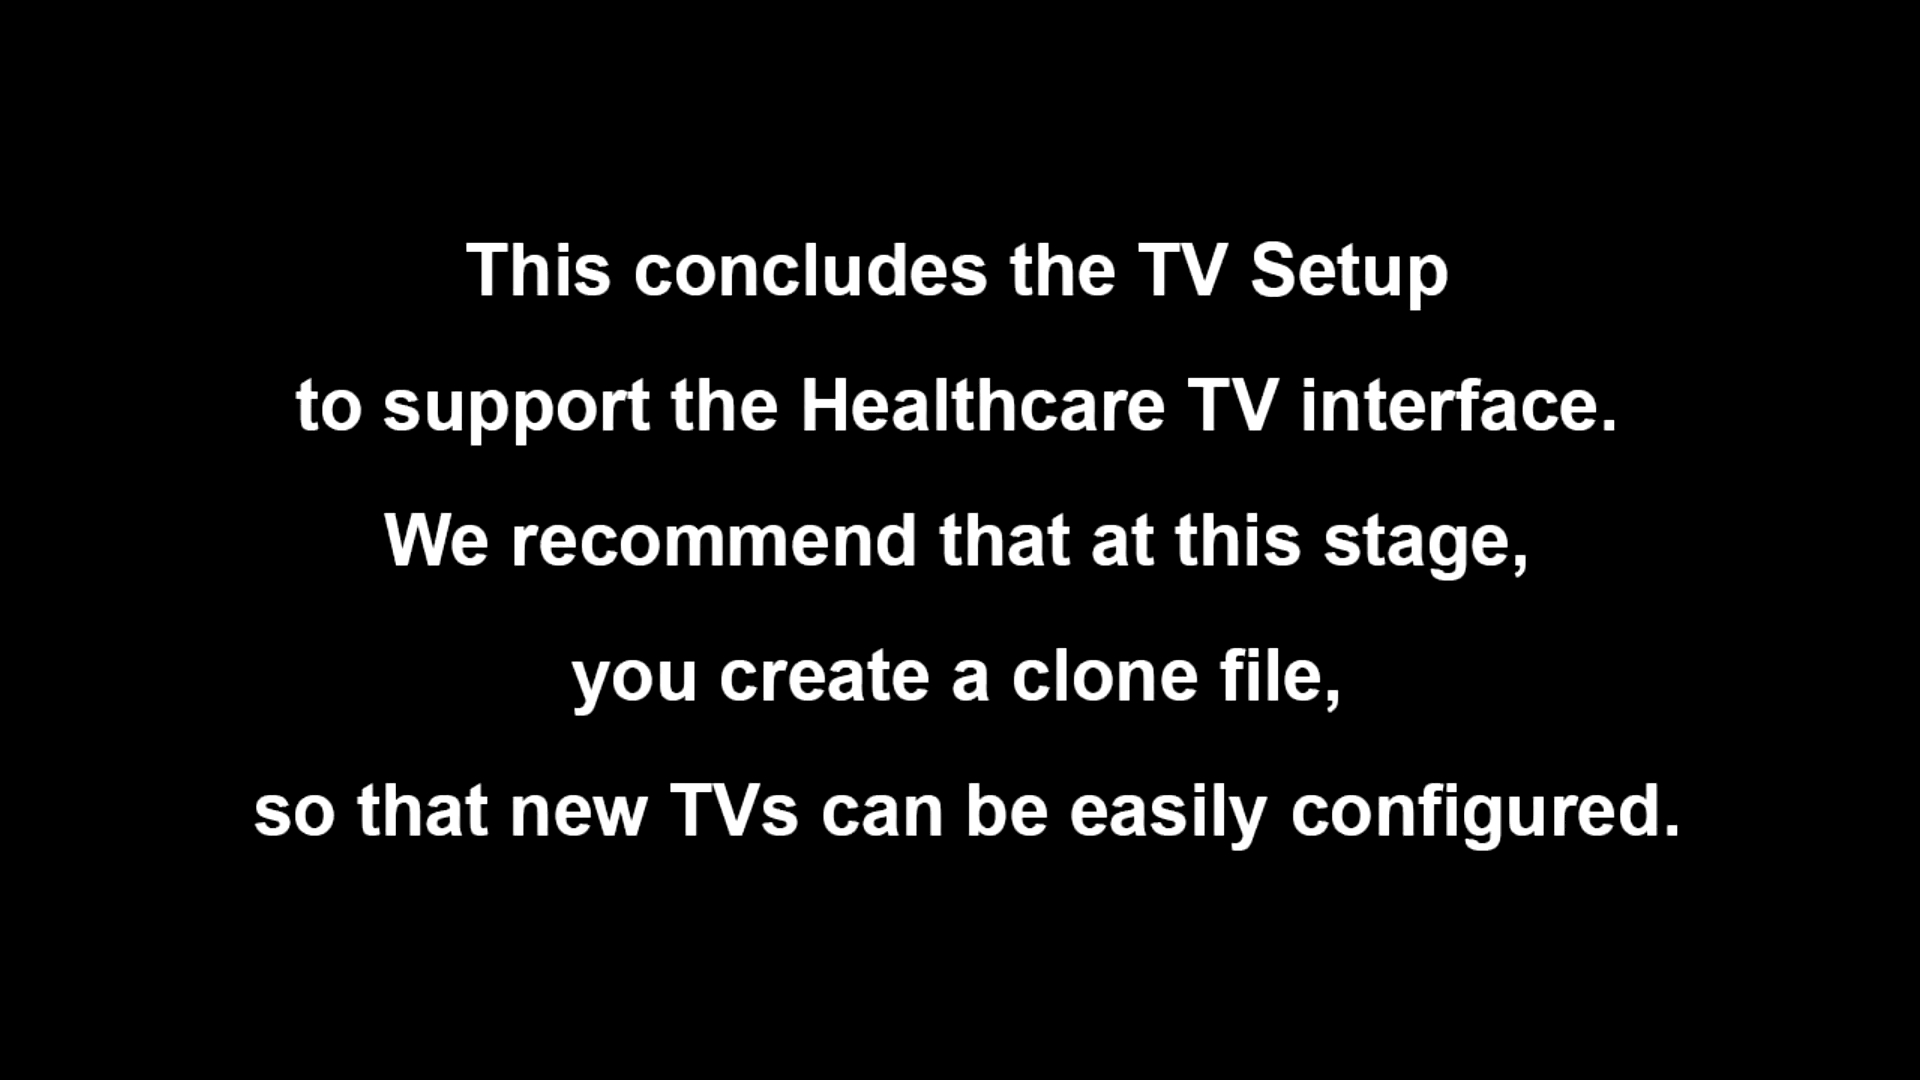 This concludes the TV Setup
to support the Healthcare TV interface.
We recommend that at this stage,
you create a clone file,
so that new TVs can be easily configured.